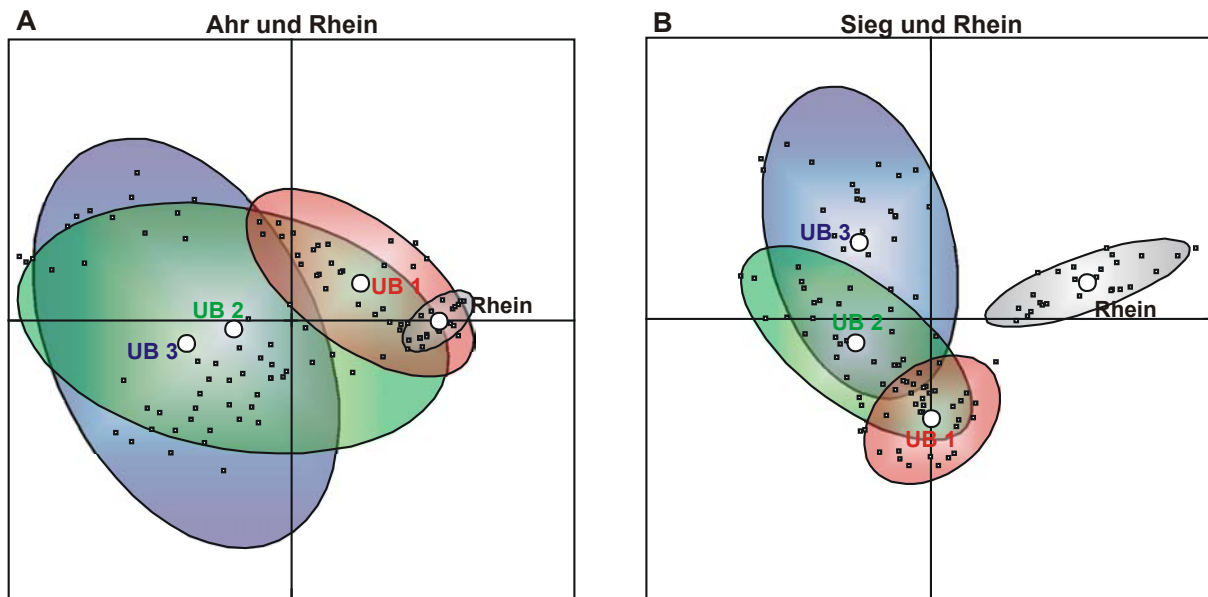 A
Ahr und Rhein
UB 1
Rhein
UB 2
UB 3
B
Sieg und Rhein
UB 3
Rhein
UB 2
UB 1